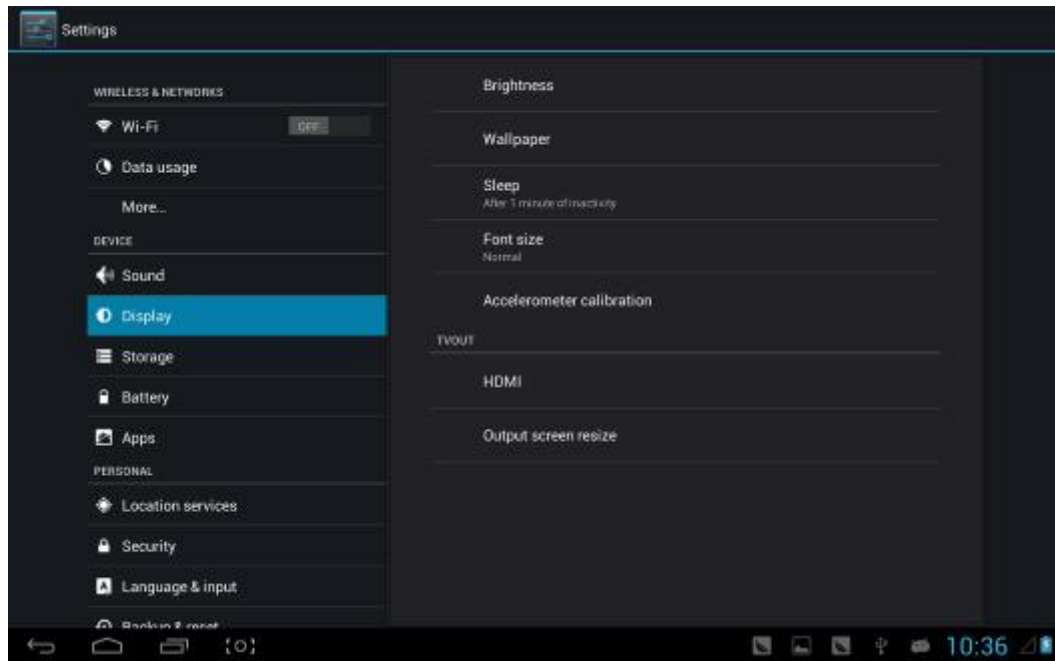 Settings
WIRELESS & NETWORKS
Wi-Fi OFF
Data usage
More...
DEVICE
Sound
Display
Storage
Battery
Apps
PERSONAL
Location services
Security
Language & input
Backup & reset
Brightness
Wallpaper
Sleep
After 1 minute of inactivity
Font size
Normal
Accelerometer calibration
TVOUT
HDMI
Output screen resize
10:36